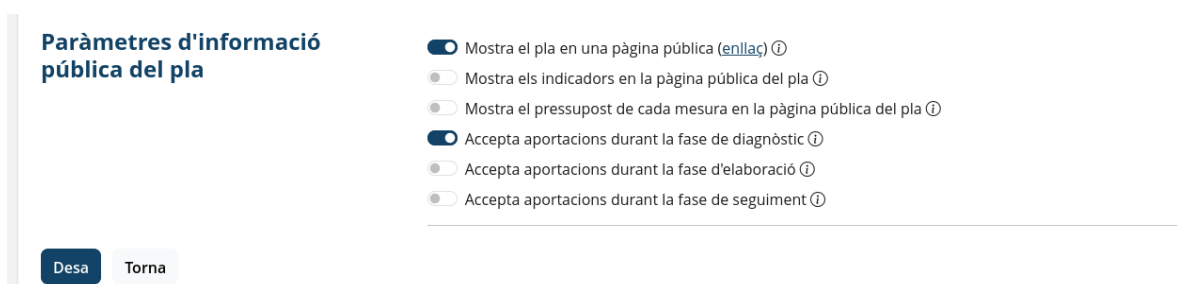 Paràmetres d'informació
pública del pla
Mostra el pla en una pàgina pública (enllaç)
Mostra els indicadors en la pàgina pública del pla
Mostra el pressupost de cada mesura en la pàgina pública del pla
Accepta aportacions durant la fase de diagnòstic
Accepta aportacions durant la fase d'elaboració
Accepta aportacions durant la fase de seguiment
Desa
Torna